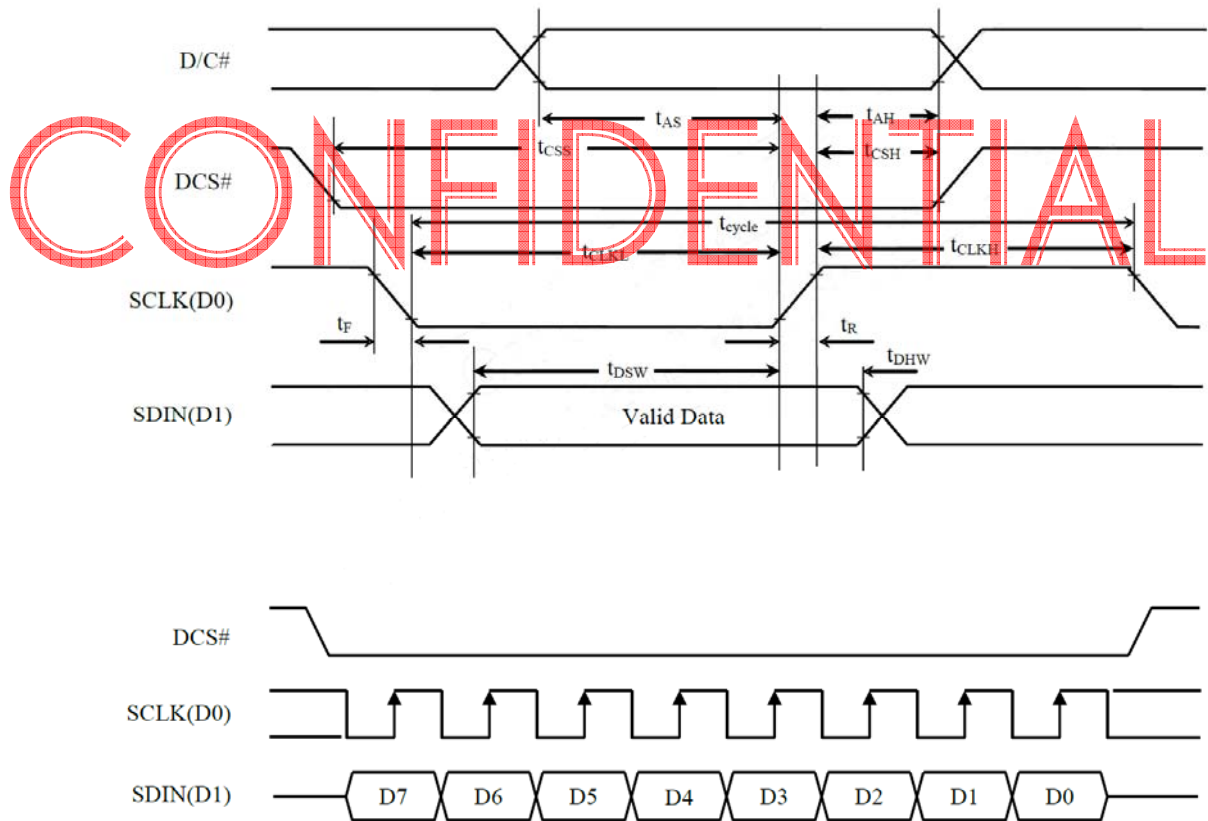 D/C#
tAS
tAH
CONFIDENTIAL
tCSS
tCSH
DCS#
tcycle
tCLKL
tCLKH
SCLK(D0)
tF
tR
tDSW
tDHW
SDIN(D1)
Valid Data
DCS#
SCLK(D0)
SDIN(D1)
D7
D6
D5
D4
D3
D2
D1
D0